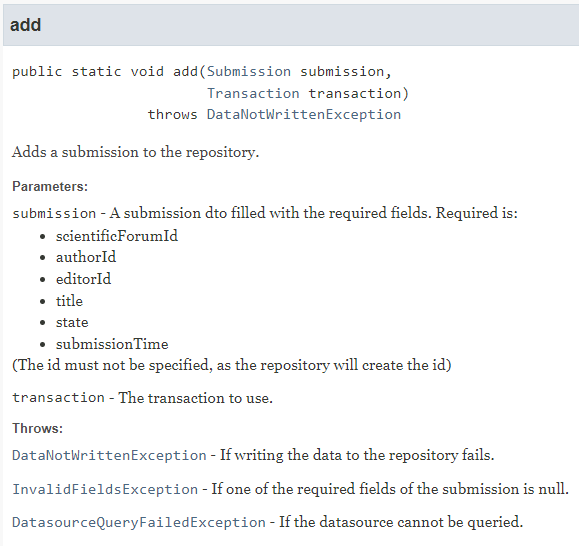 add
public static void add(Submission submission,
Transaction transaction)
throws DataNotWrittenException
Adds a submission to the repository.
Parameters:
submission - A submission dto filled with the required fields. Required is:
• scientificForumId
• authorId
• editorId
• title
• state
• submissionTime
(The id must not be specified, as the repository will create the id)
transaction - The transaction to use.
Throws:
DataNotWrittenException - If writing the data to the repository fails.
InvalidFieldsException - If one of the required fields of the submission is null.
DatasourceQueryFailedException - If the datasource cannot be queried.